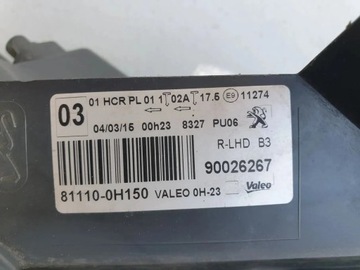 03
01 HCR PL 01 1 02A 17.5 E9 11274
04/03/15 00h23 8327 PU06
R-LHD B3
90026267
81110-0H150 VALEO 0H-23 Valeo